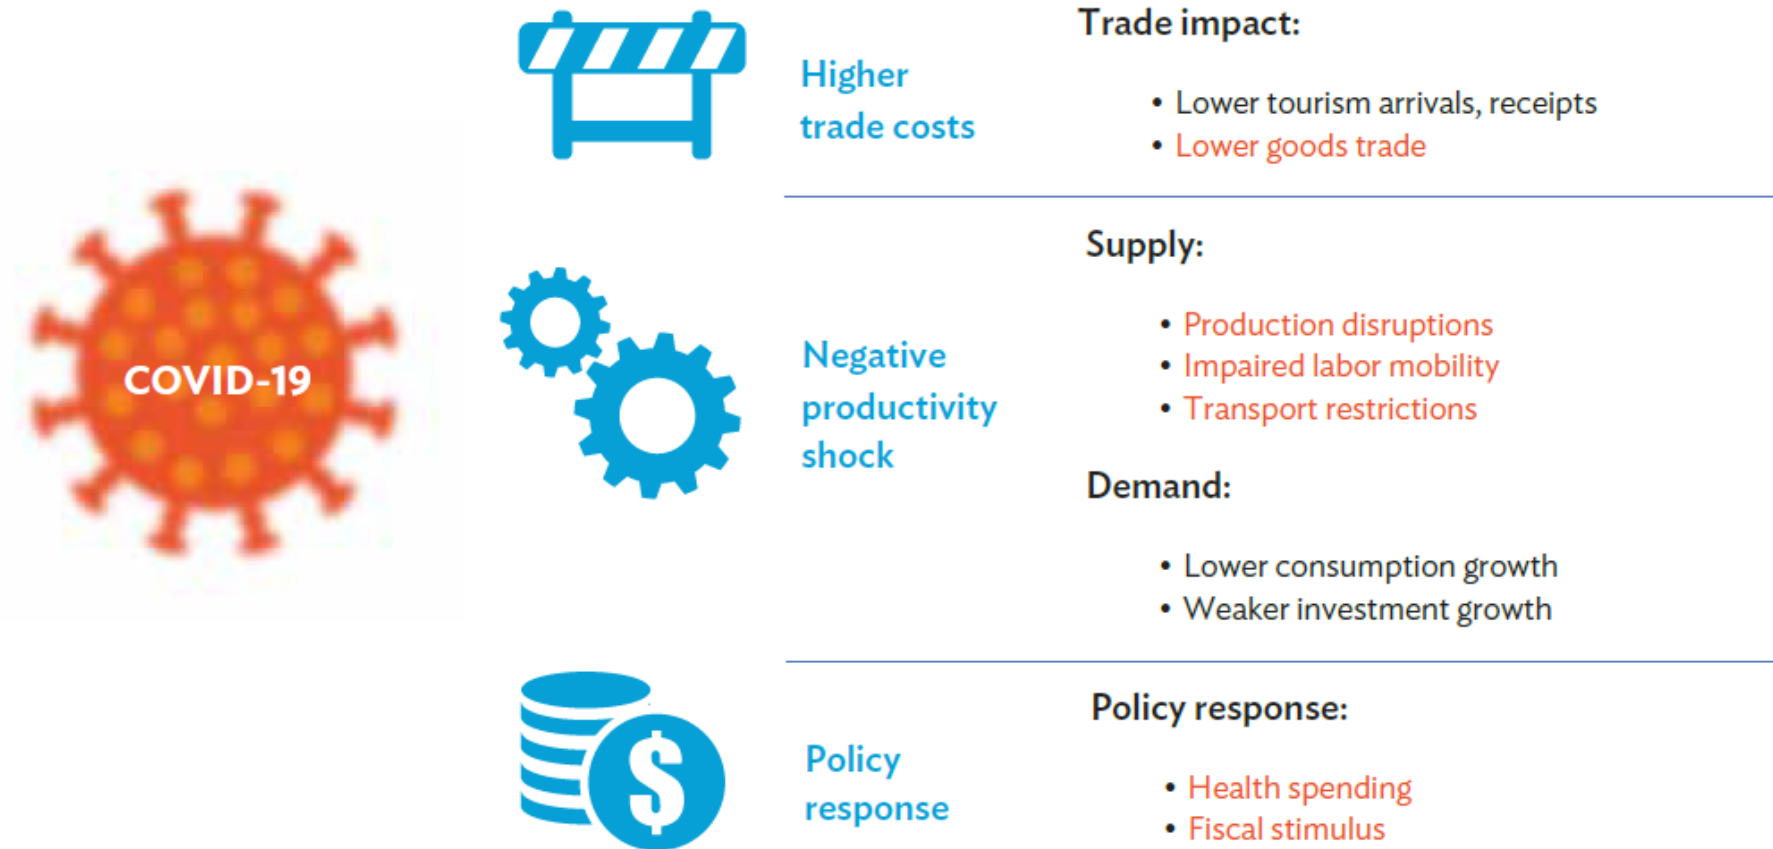 COVID-19
Higher
trade costs
Trade impact:
• Lower tourism arrivals, receipts
• Lower goods trade
Negative
productivity
shock
Supply:
• Production disruptions
• Impaired labor mobility
• Transport restrictions
Demand:
• Lower consumption growth
• Weaker investment growth
$
Policy
response
Policy response:
• Health spending
• Fiscal stimulus